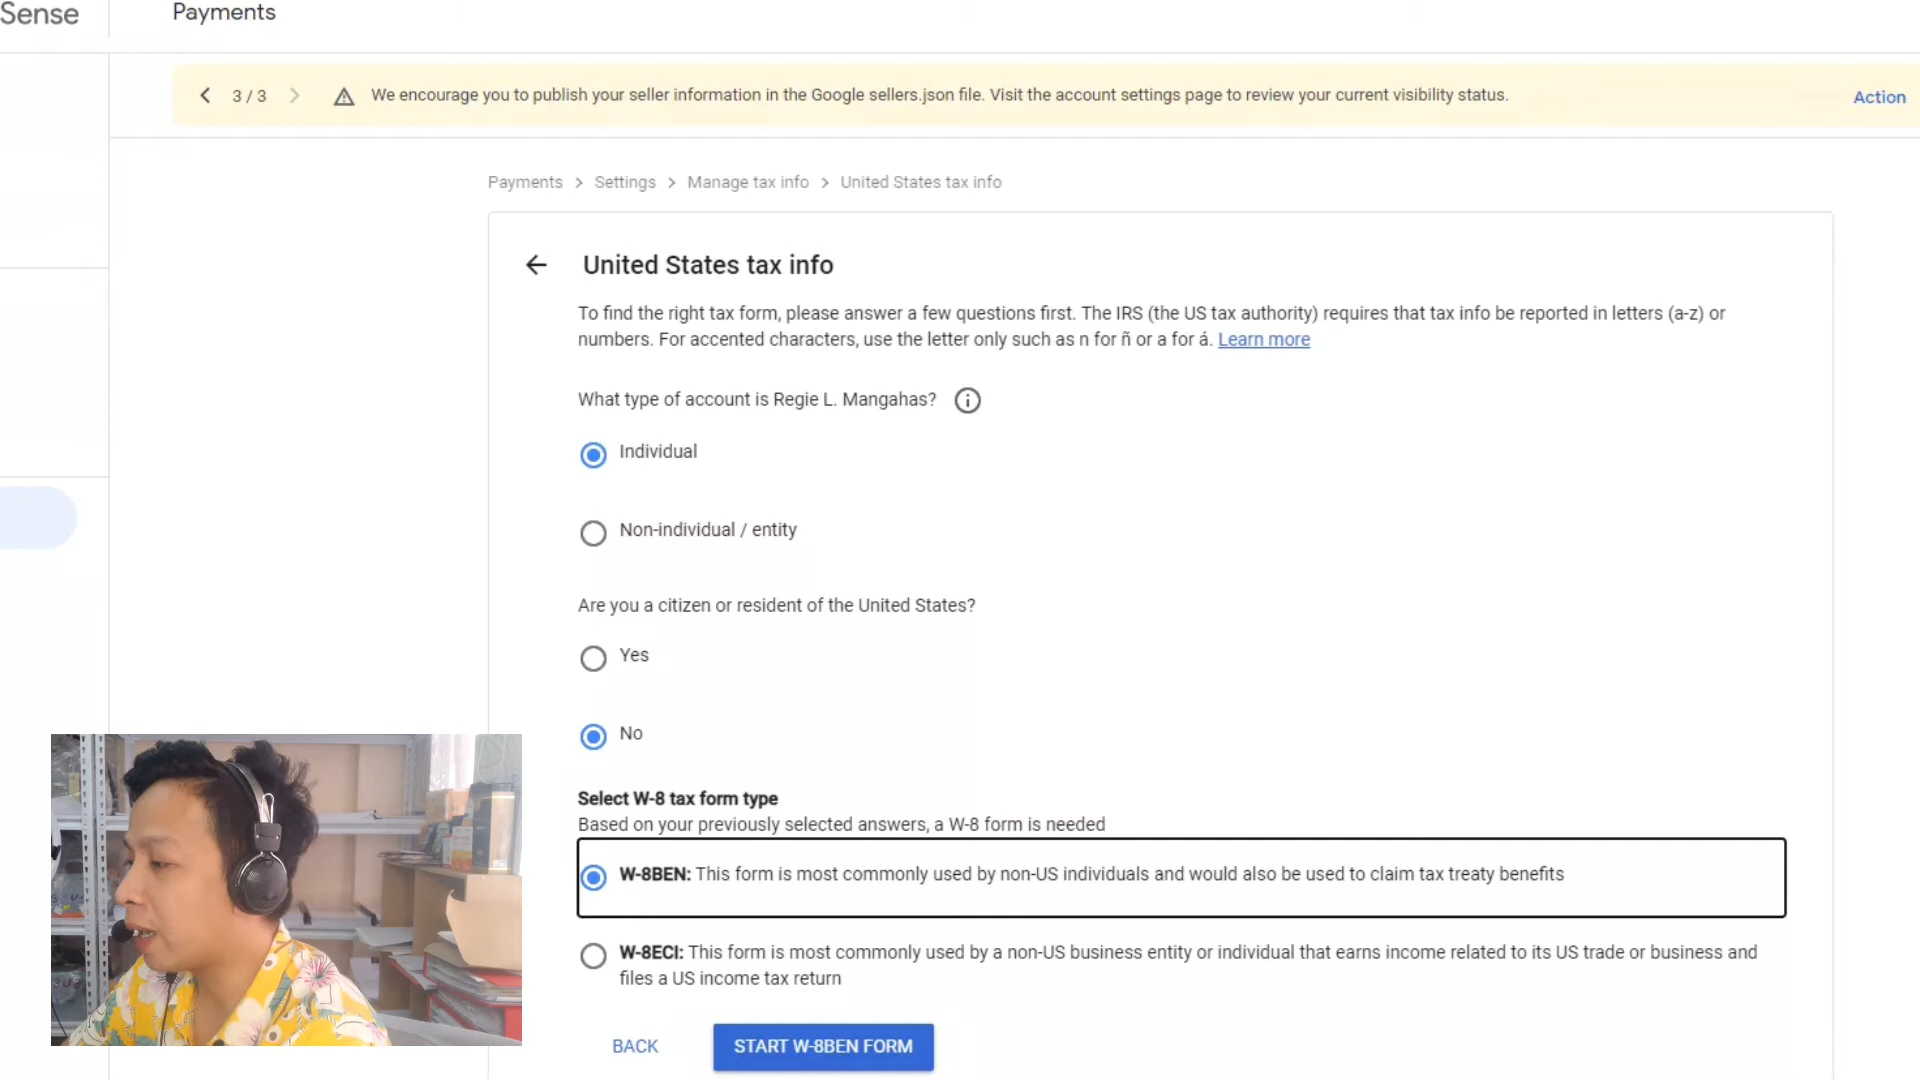 Sense
Payments
3 / 3
We encourage you to publish your seller information in the Google sellers.json file. Visit the account settings page to review your current visibility status.
Action
Payments > Settings > Manage tax info > United States tax info
United States tax info
To find the right tax form, please answer a few questions first. The IRS (the US tax authority) requires that tax info be reported in letters (a-z) or
numbers. For accented characters, use the letter only such as n for ñ or a for á. Learn more
What type of account is Regie L. Mangahas?
Individual
Non-individual / entity
Are you a citizen or resident of the United States?
Yes
No
Select W-8 tax form type
Based on your previously selected answers, a W-8 form is needed
W-8BEN: This form is most commonly used by non-US individuals and would also be used to claim tax treaty benefits
W-8ECI: This form is most commonly used by a non-US business entity or individual that earns income related to its US trade or business and
files a US income tax return
BACK
START W-8BEN FORM